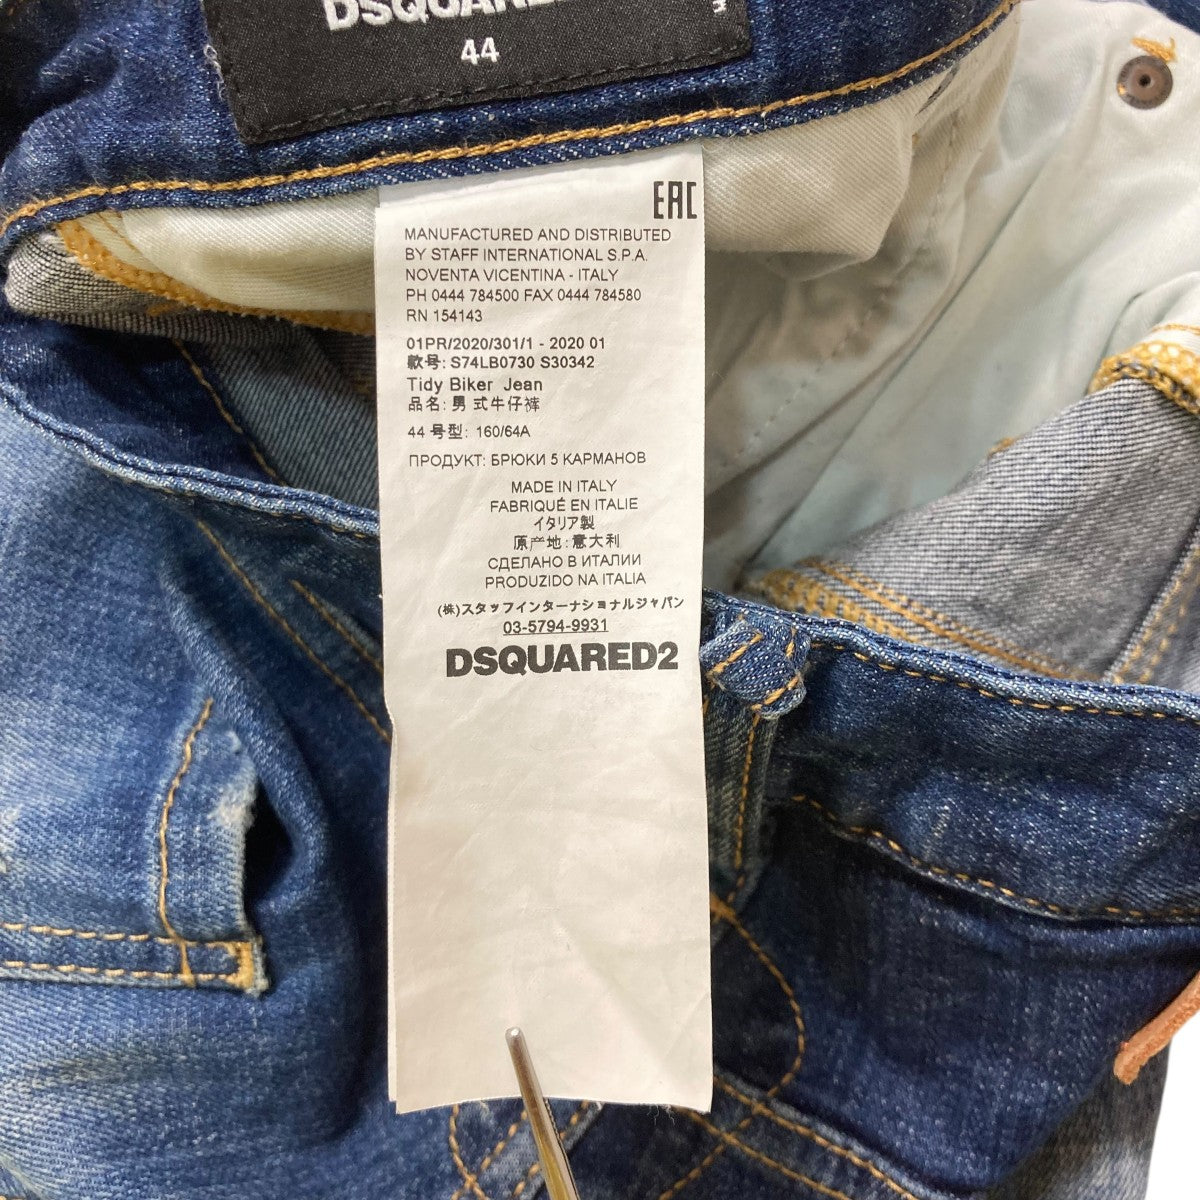 DSQUARED2
44
EAC
MANUFACTURED AND DISTRIBUTED
BY STAFF INTERNATIONAL S.P.A.
NOVENTA VICENTINA - ITALY
PH 0444 784500 FAX 0444 784580
RN 154143
01PR/2020/301/1 - 2020 01
款号: S74LB0730 S30342
Tidy Biker Jean
品名: 男 式牛仔裤
44 号型: 160/64A
ПРОДУКТ: БРЮКИ 5 КАРМАНОВ
MADE IN ITALY
FABRIQUÉ EN ITALIE
イタリア製
原产地: 意大利
СДЕЛАНО В ИТАЛИИ
PRODUZIDO NA ITALIA
(株)スタッフインターナショナルジャパン
03-5794-9931
DSQUARED2